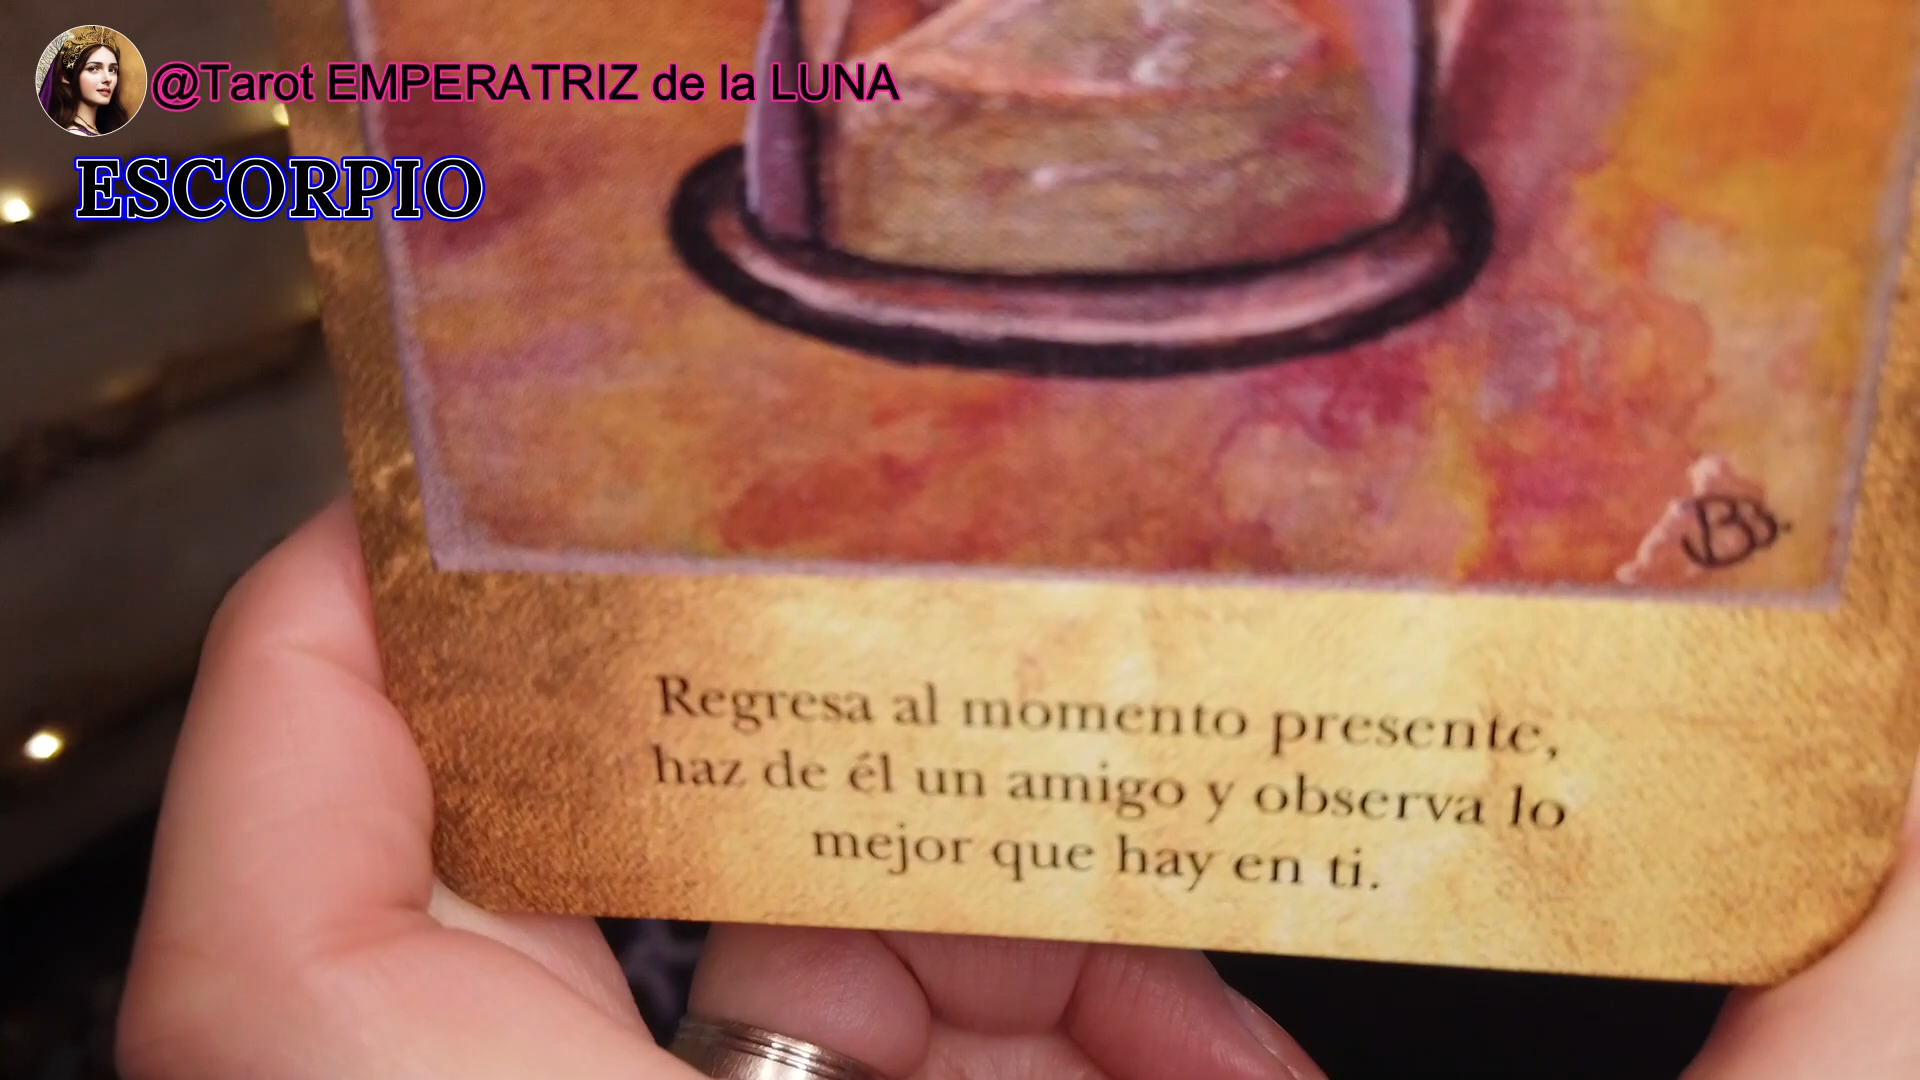 @Tarot EMPERATRIZ de la LUNA
ESCORPIO
Regresa al momento presente,
haz de él un amigo y observa lo
mejor que hay en ti.